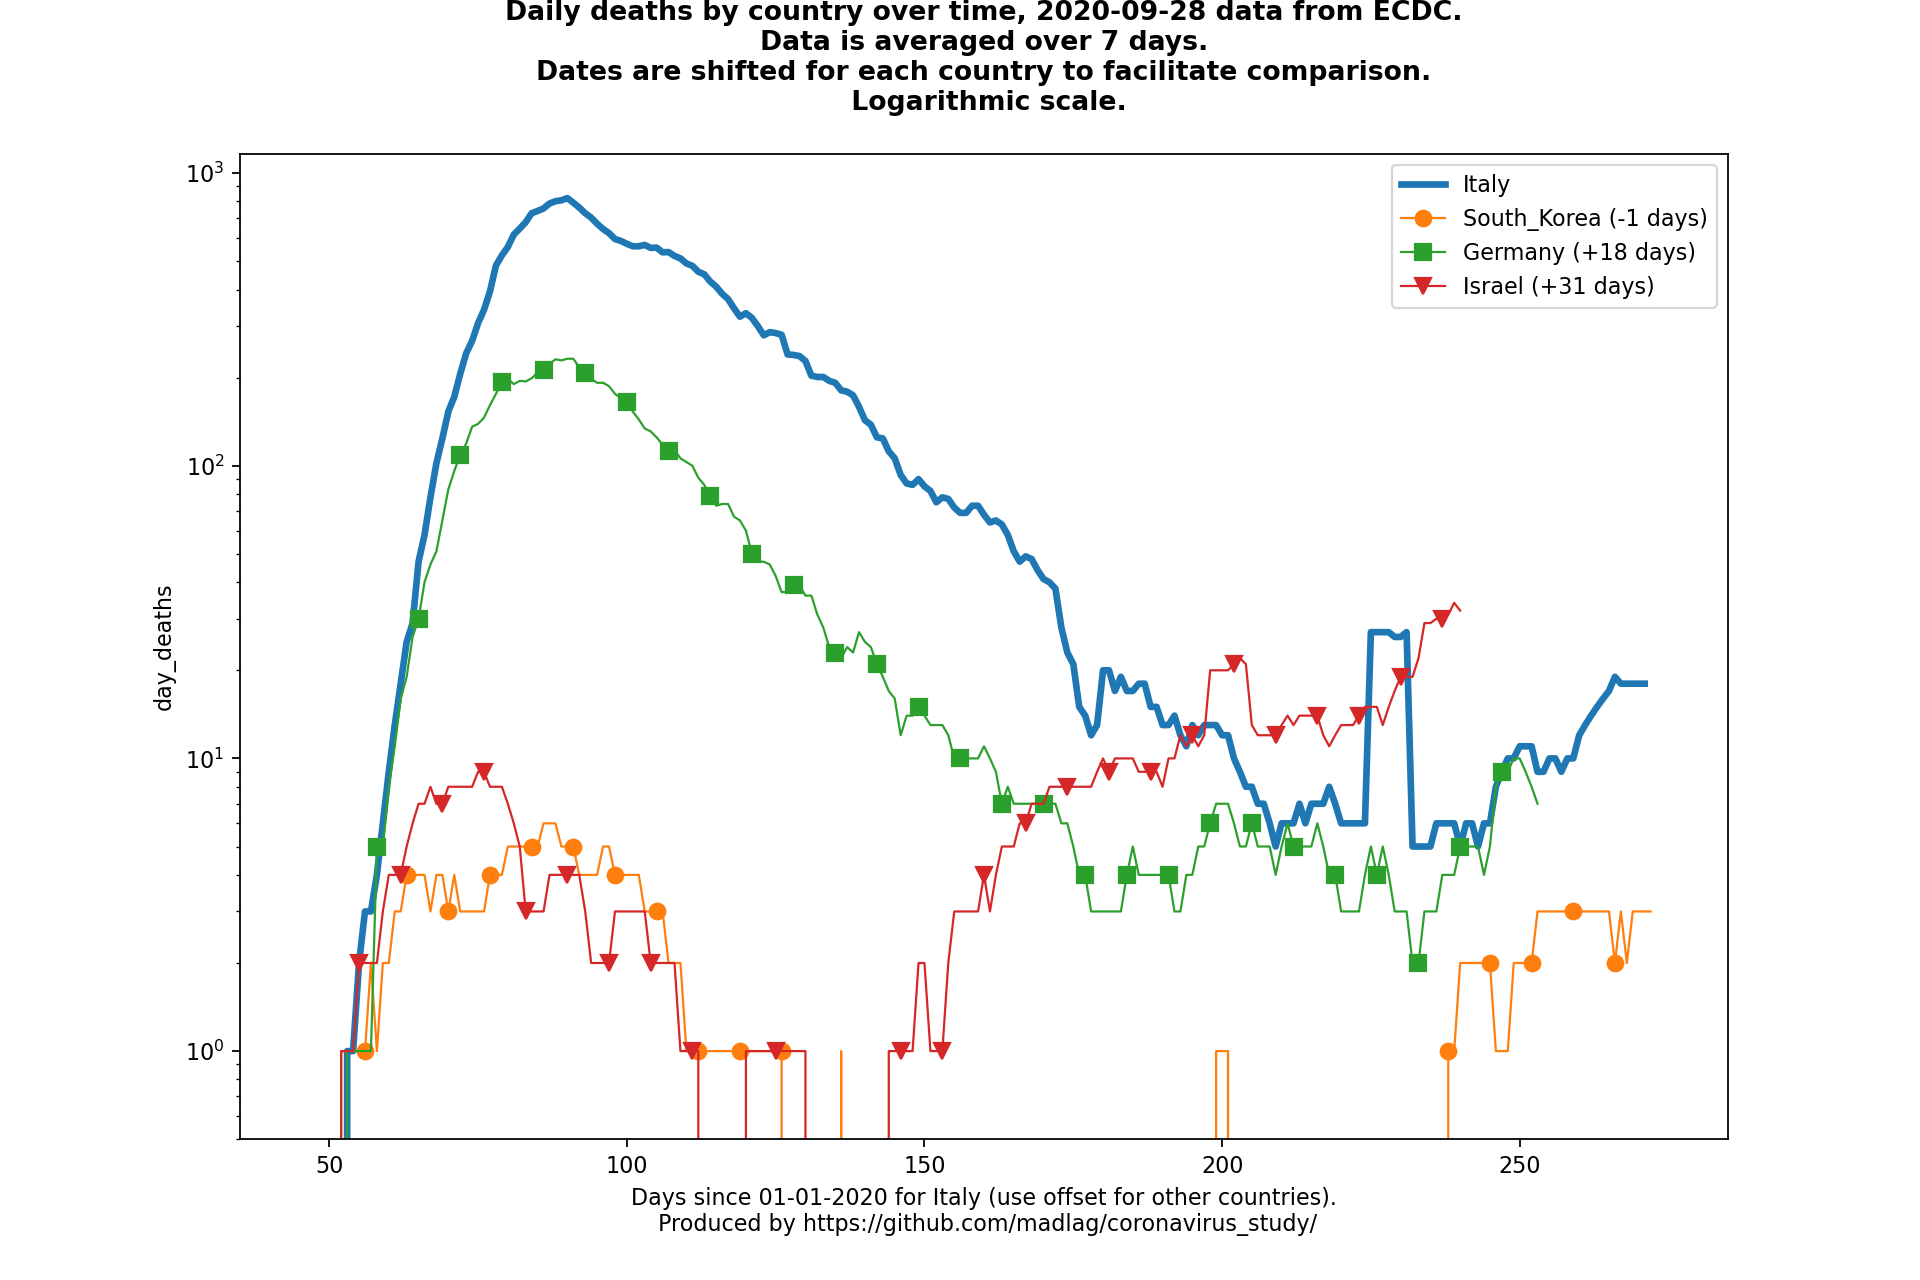 Daily deaths by country over time, 2020-09-28 data from ECDC.
Data is averaged over 7 days.
Dates are shifted for each country to facilitate comparison.
Logarithmic scale.
10³
10²
10¹
10⁰
day_deaths
Italy
South_Korea (-1 days)
Germany (+18 days)
Israel (+31 days)
50 100 150 200 250
Days since 01-01-2020 for Italy (use offset for other countries).
Produced by https://github.com/madlag/coronavirus_study/